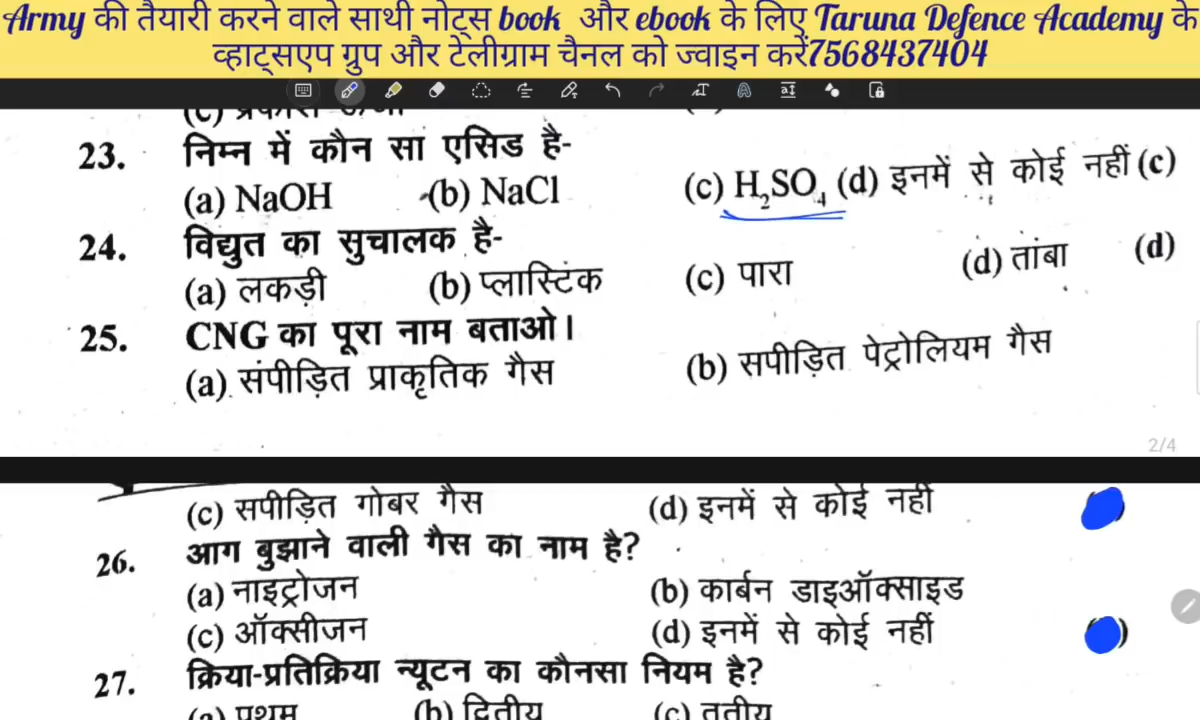 Army की तैयारी करने वाले साथी नोट्स book और ebook के लिए Taruna Defence Academy के
व्हाट्सएप ग्रुप और टेलीग्राम चैनल को ज्वाइन करें7568437404
23. निम्न में कौन सा एसिड है-
(a) NaOH (b) NaCl (c) H₂SO₄ (d) इनमें से कोई नहीं (c)
24. विद्युत का सुचालक है-
(a) लकड़ी (b) प्लास्टिक (c) पारा (d) तांबा (d)
25. CNG का पूरा नाम बताओ।
(a) संपीड़ित प्राकृतिक गैस (b) सपीड़ित पेट्रोलियम गैस
2/4
(c) सपीड़ित गोबर गैस (d) इनमें से कोई नहीं
26. आग बुझाने वाली गैस का नाम है?
(a) नाइट्रोजन (b) कार्बन डाइऑक्साइड
(c) ऑक्सीजन (d) इनमें से कोई नहीं )
27. क्रिया-प्रतिक्रिया न्यूटन का कौनसा नियम है?
(a) प्रथम (b) द्वितीय (c) तृतीय